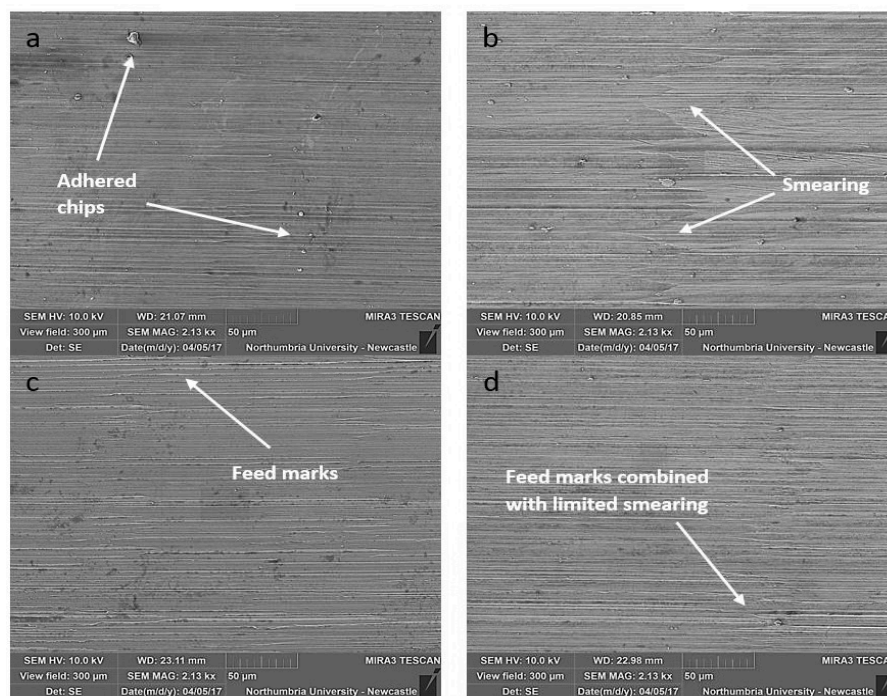 a
Adhered
chips
SEM HV: 10.0 kV WD: 21.07 mm MIRA3 TESCAN
View field: 300 µm SEM MAG: 2.13 kx 50 µm
Det: SE Date(m/d/y): 04/05/17 Northumbria University - Newcastle
b
Smearing
SEM HV: 10.0 kV WD: 20.85 mm MIRA3 TESCAN
View field: 300 µm SEM MAG: 2.13 kx 50 µm
Det: SE Date(m/d/y): 04/05/17 Northumbria University - Newcastle
c
Feed marks
SEM HV: 10.0 kV WD: 23.11 mm MIRA3 TESCAN
View field: 300 µm SEM MAG: 2.13 kx 50 µm
Det: SE Date(m/d/y): 04/05/17 Northumbria University - Newcastle
d
Feed marks combined
with limited smearing
SEM HV: 10.0 kV WD: 22.98 mm MIRA3 TESCAN
View field: 300 µm SEM MAG: 2.13 kx 50 µm
Det: SE Date(m/d/y): 04/05/17 Northumbria University - Newcastle